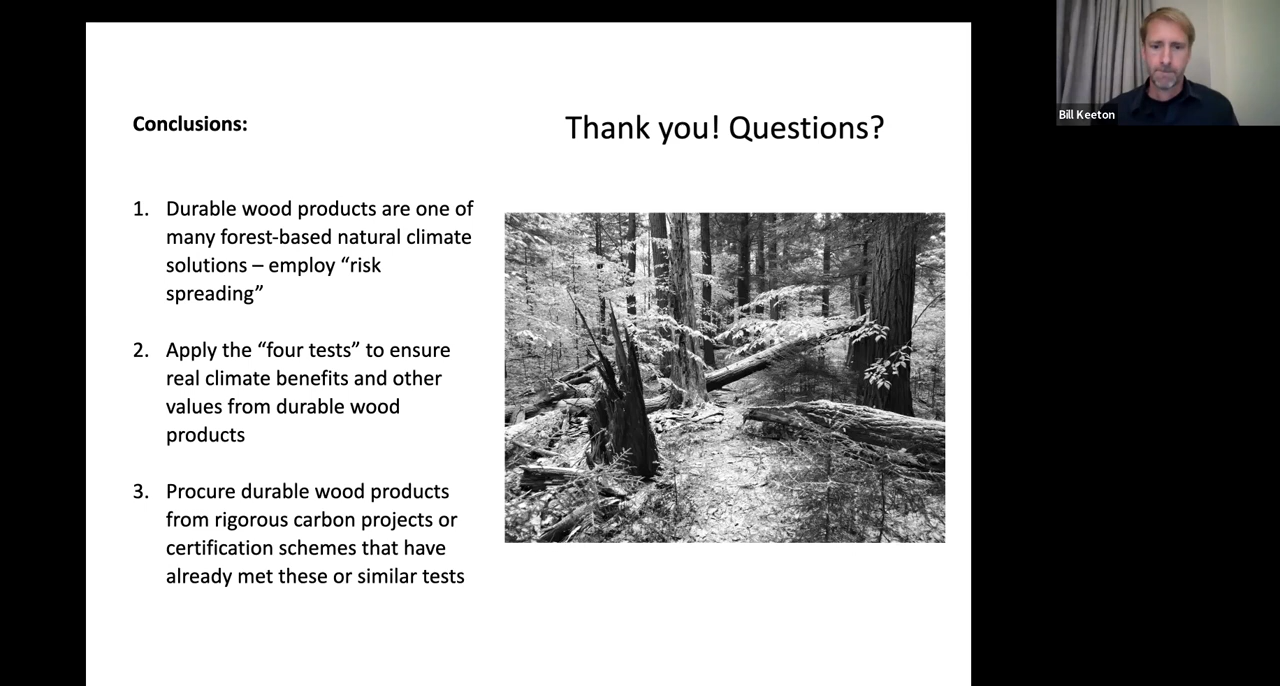 Conclusions:
Thank you! Questions?
1. Durable wood products are one of
many forest-based natural climate
solutions – employ “risk
spreading”
2. Apply the “four tests” to ensure
real climate benefits and other
values from durable wood
products
3. Procure durable wood products
from rigorous carbon projects or
certification schemes that have
already met these or similar tests
Bill Keeton